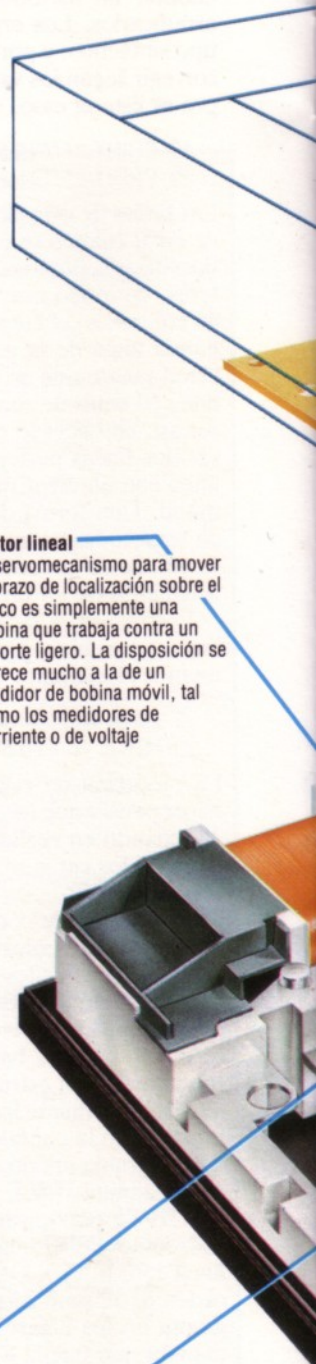 tor lineal
servomecanismo para mover
brazo de localización sobre el
co es simplemente una
bina que trabaja contra un
orte ligero. La disposición se
rece mucho a la de un
didor de bobina móvil, tal
mo los medidores de
rriente o de voltaje